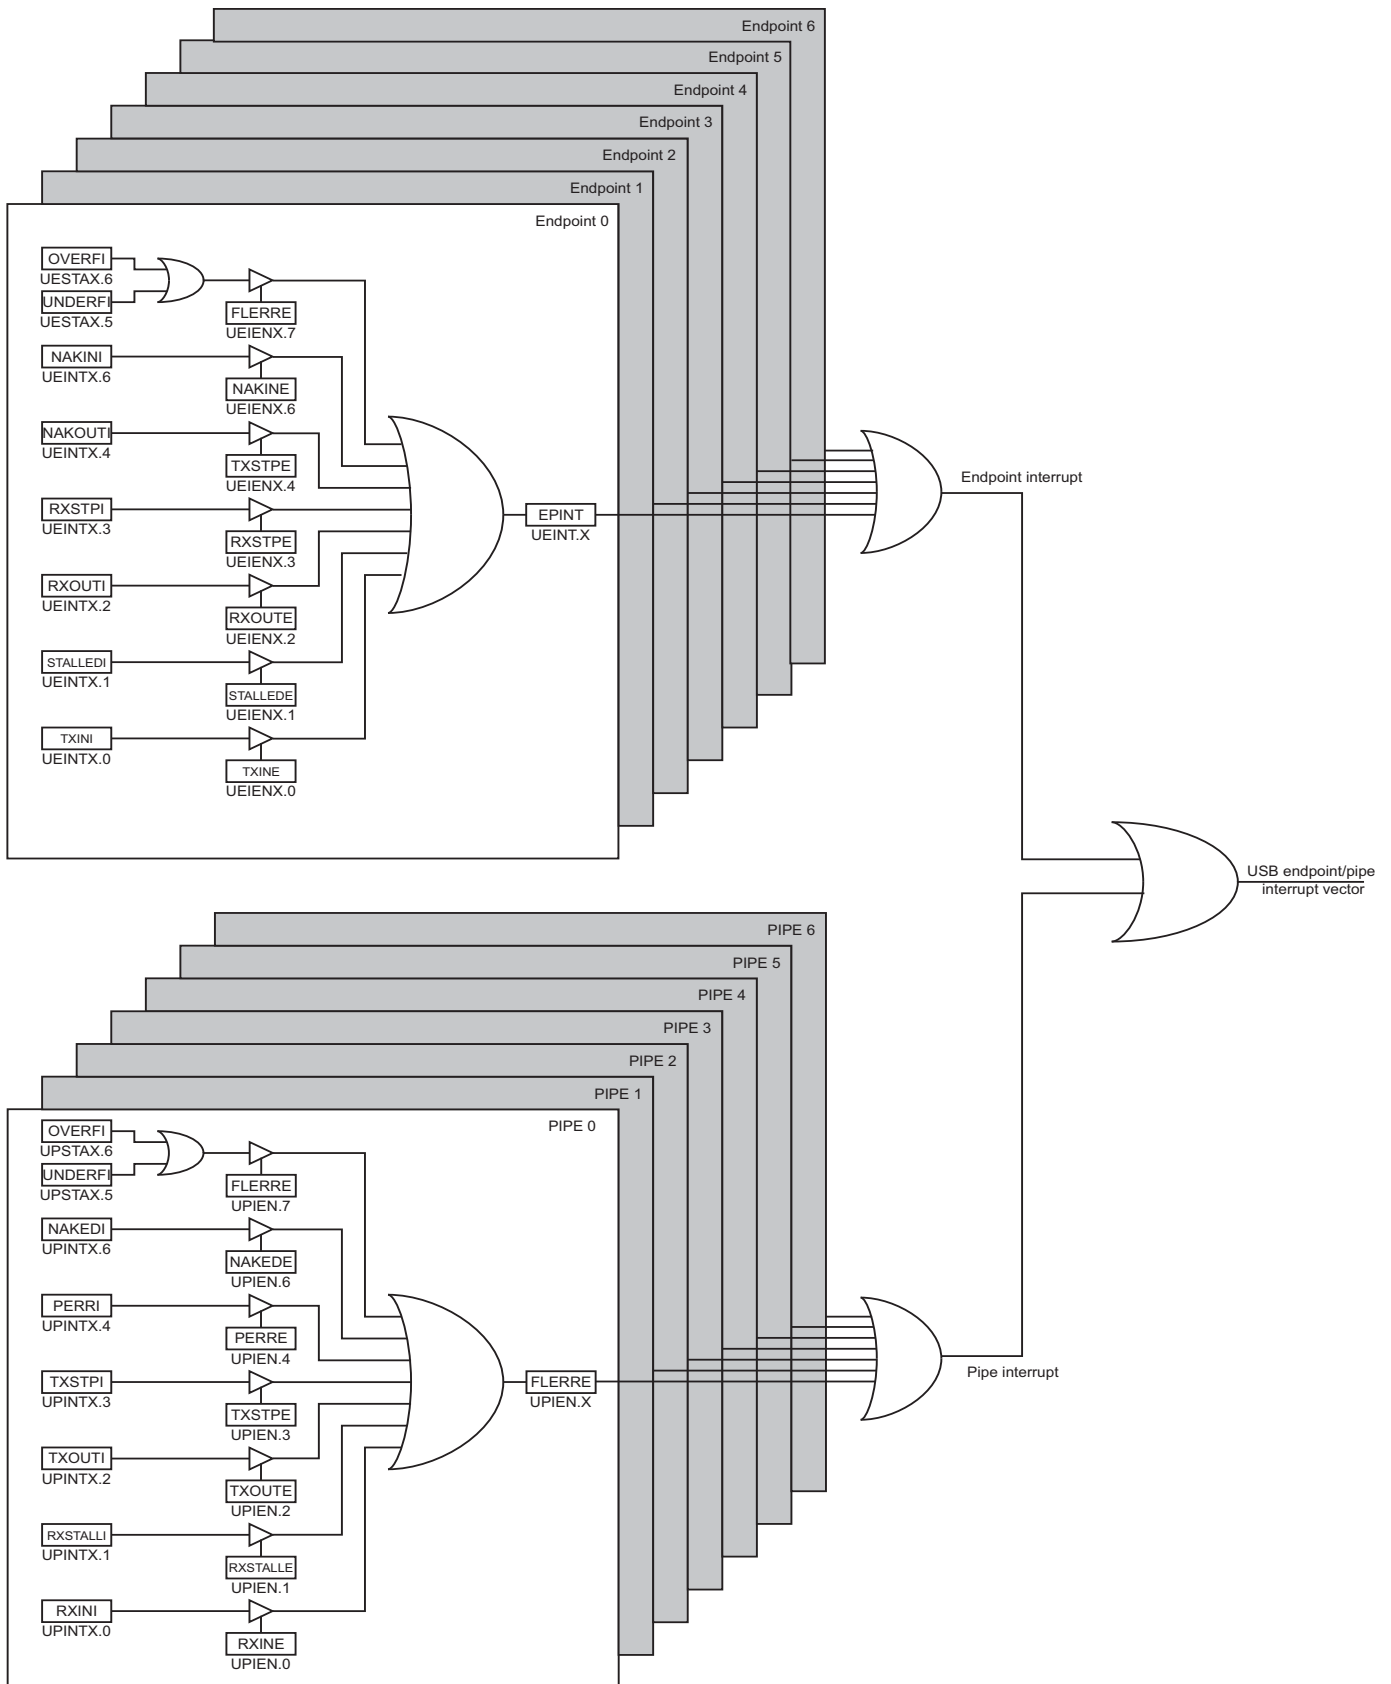 Endpoint 6
Endpoint 5
Endpoint 4
Endpoint 3
Endpoint 2
Endpoint 1
Endpoint 0
OVERFI
UESTAX.6
UNDERFI
UESTAX.5
FLERRE
UEIENX.7
NAKINI
UEINTX.6
NAKINE
UEIENX.6
NAKOUTI
UEINTX.4
TXSTPE
UEIENX.4
RXSTPI
UEINTX.3
RXSTPE
UEIENX.3
RXOUTI
UEINTX.2
RXOUTE
UEIENX.2
STALLEDI
UEINTX.1
STALLEDE
UEIENX.1
TXINI
UEINTX.0
TXINE
UEIENX.0
EPINT
UEINT.X
Endpoint interrupt
USB endpoint/pipe
interrupt vector
PIPE 6
PIPE 5
PIPE 4
PIPE 3
PIPE 2
PIPE 1
PIPE 0
OVERFI
UPSTAX.6
UNDERFI
UPSTAX.5
FLERRE
UPIEN.7
NAKEDI
UPINTX.6
NAKEDE
UPIEN.6
PERRI
UPINTX.4
PERRE
UPIEN.4
TXSTPI
UPINTX.3
TXSTPE
UPIEN.3
TXOUTI
UPINTX.2
TXOUTE
UPIEN.2
RXSTALLI
UPINTX.1
RXSTALLE
UPIEN.1
RXINI
UPINTX.0
RXINE
UPIEN.0
FLERRE
UPIEN.X
Pipe interrupt